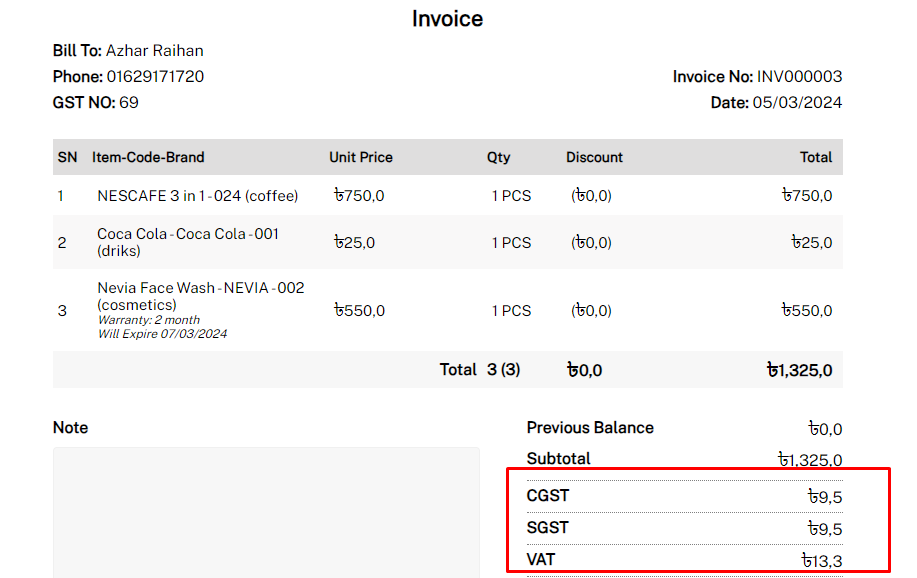 Invoice
Bill To: Azhar Raihan
Phone: 01629171720
GST NO: 69
Invoice No: INV000003
Date: 05/03/2024
SN Item-Code-Brand Unit Price Qty Discount Total
1 NESCAFE 3 in 1 - 024 (coffee) ৳750,0 1 PCS (৳0,0) ৳750,0
2 Coca Cola - Coca Cola - 001 (driks) ৳25,0 1 PCS (৳0,0) ৳25,0
3 Nevia Face Wash - NEVIA - 002 (cosmetics) ৳550,0 1 PCS (৳0,0) ৳550,0
Warranty: 2 month
Will Expire 07/03/2024
Total 3 (3) ৳0,0 ৳1,325,0
Note
Previous Balance ৳0,0
Subtotal ৳1,325,0
CGST ৳9,5
SGST ৳9,5
VAT ৳13,3